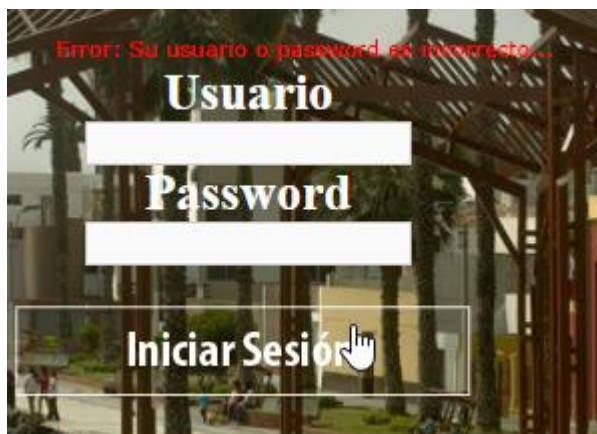 Error: Su usuario o password es incorrecto...
Usuario
Password
Iniciar Sesión